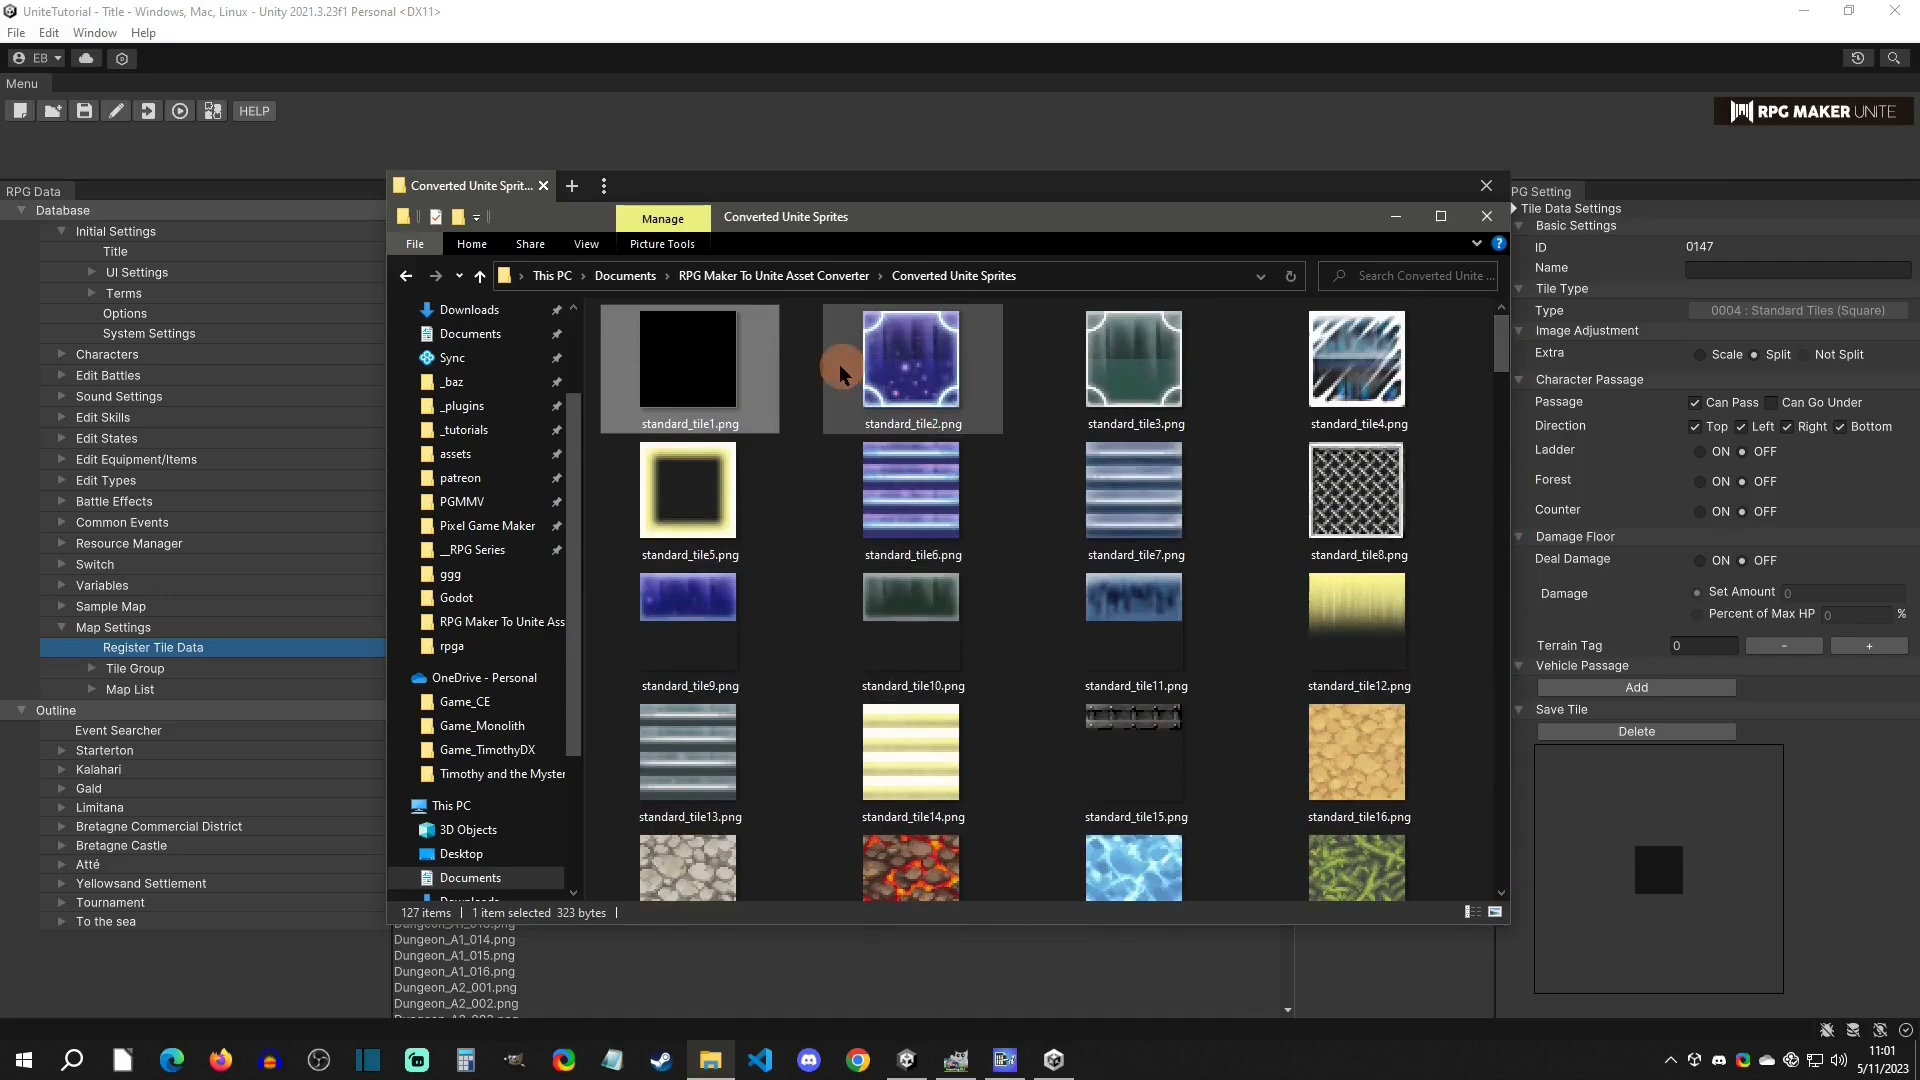 UniteTutorial - Title - Windows, Mac, Linux - Unity 2021.3.23f1 Personal <DX11>
File Edit Window Help
EB
Menu
HELP
RPG MAKER UNITE
RPG Data
Database
Initial Settings
Title
UI Settings
Terms
Options
System Settings
Characters
Edit Battles
Sound Settings
Edit Skills
Edit States
Edit Equipment/Items
Edit Types
Battle Effects
Common Events
Resource Manager
Switch
Variables
Sample Map
Map Settings
Register Tile Data
Tile Group
Map List
Outline
Event Searcher
Starterton
Kalahari
Gald
Limitana
Bretagne Commercial District
Bretagne Castle
Atté
Yellowsand Settlement
Tournament
To the sea
Converted Unite Sprit...
Manage Converted Unite Sprites
File Home Share View Picture Tools
This PC Documents RPG Maker To Unite Asset Converter Converted Unite Sprites
Search Converted Unite ...
Downloads
Documents
Sync
_baz
_plugins
_tutorials
assets
patreon
PGMMV
Pixel Game Maker
__RPG Series
ggg
Godot
RPG Maker To Unite Ass
rpga
OneDrive - Personal
Game_CE
Game_Monolith
Game_TimothyDX
Timothy and the Myster
This PC
3D Objects
Desktop
Documents
standard_tile1.png standard_tile2.png standard_tile3.png standard_tile4.png
standard_tile5.png standard_tile6.png standard_tile7.png standard_tile8.png
standard_tile9.png standard_tile10.png standard_tile11.png standard_tile12.png
standard_tile13.png standard_tile14.png standard_tile15.png standard_tile16.png
127 items 1 item selected 323 bytes
Dungeon_A1_014.png
Dungeon_A1_015.png
Dungeon_A1_016.png
Dungeon_A2_001.png
Dungeon_A2_002.png
PG Setting
Tile Data Settings
Basic Settings
ID 0147
Name
Tile Type
Type 0004 : Standard Tiles (Square)
Image Adjustment
Extra Scale Split Not Split
Character Passage
Passage Can Pass Can Go Under
Direction Top Left Right Bottom
Ladder ON OFF
Forest ON OFF
Counter ON OFF
Damage Floor
Deal Damage ON OFF
Damage Set Amount 0
Percent of Max HP 0 %
Terrain Tag 0 - +
Vehicle Passage
Add
Save Tile
Delete
11:01
5/11/2023